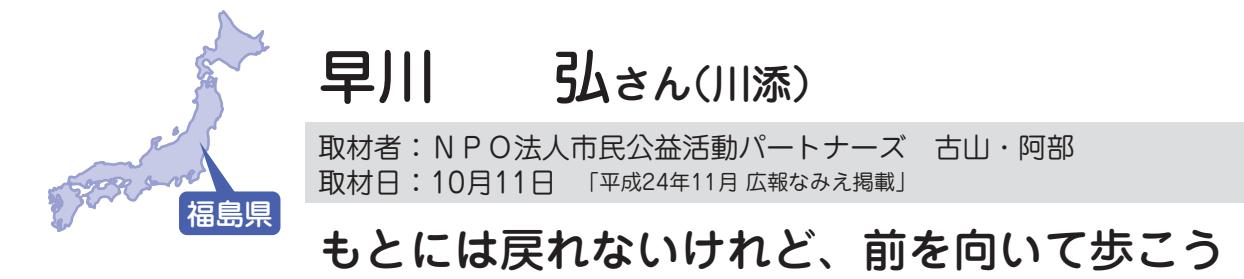 早川　　弘さん（川添）
取材者：ＮＰＯ法人市民公益活動パートナーズ　古山・阿部
取材日：10月11日　「平成24年11月 広報なみえ掲載」
福島県
もとには戻れないけれど、前を向いて歩こう